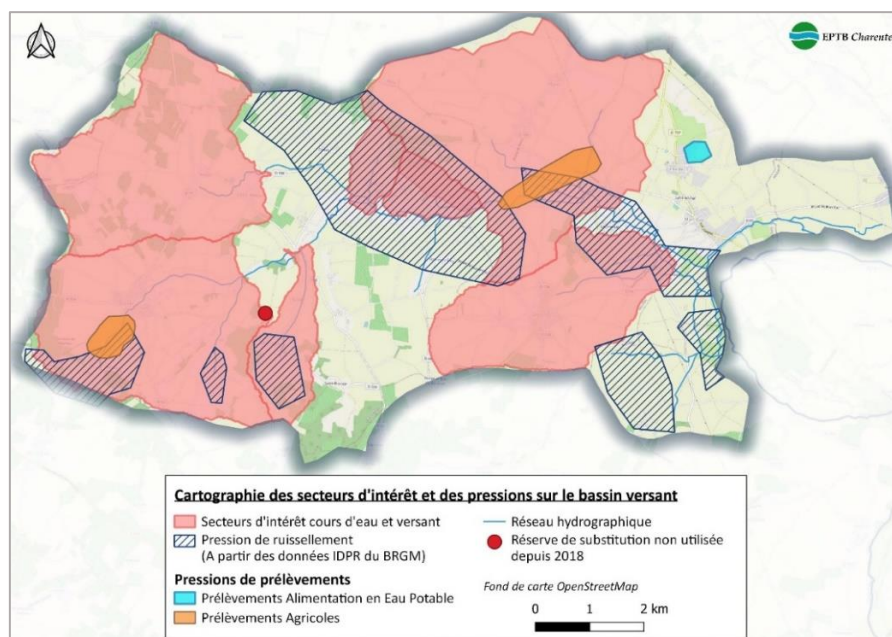 EPTB Charente
Cartographie des secteurs d'intérêt et des pressions sur le bassin versant
Secteurs d'intérêt cours d'eau et versant
Pression de ruissellement
(A partir des données IDPR du BRGM)
Pressions de prélèvements
Prélèvements Alimentation en Eau Potable
Prélèvements Agricoles
Réseau hydrographique
Réserve de substitution non utilisée
depuis 2018
Fond de carte OpenStreetMap
0 1 2 km